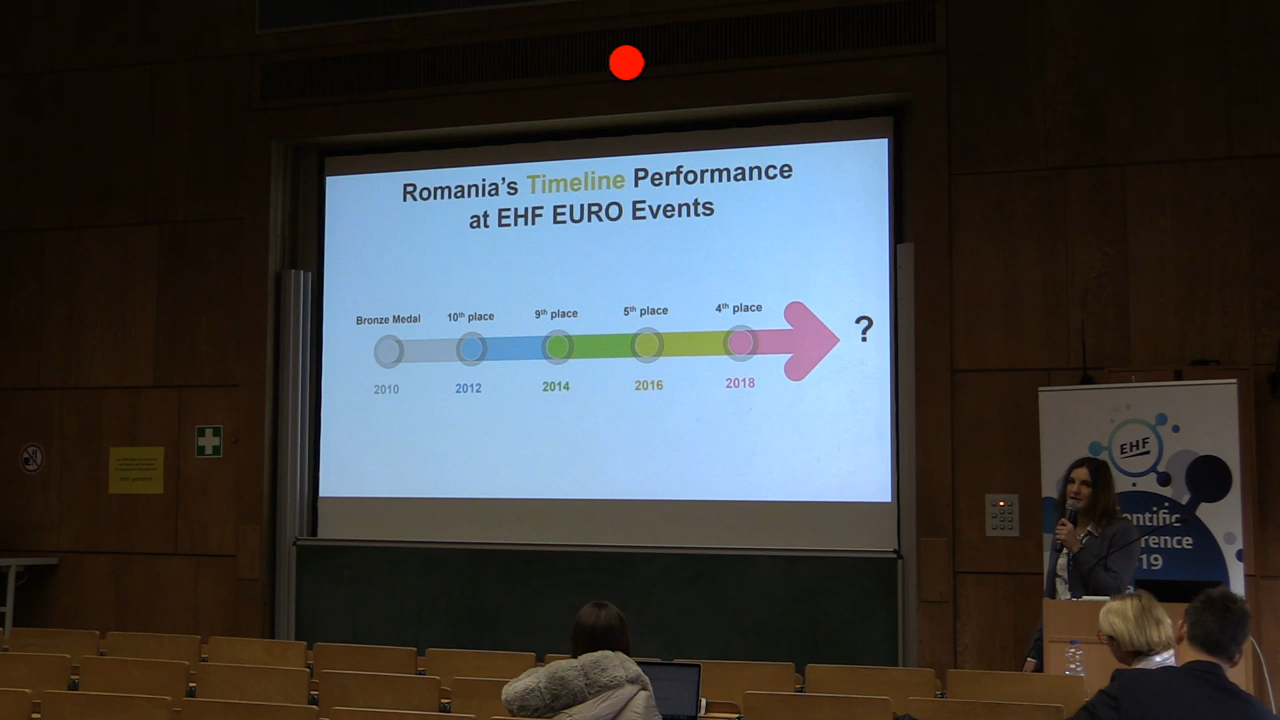 Romania's Timeline Performance
at EHF EURO Events
Bronze Medal
10th place
9th place
5th place
4th place
?
2010
2012
2014
2016
2018
EHF
entific
rence
19